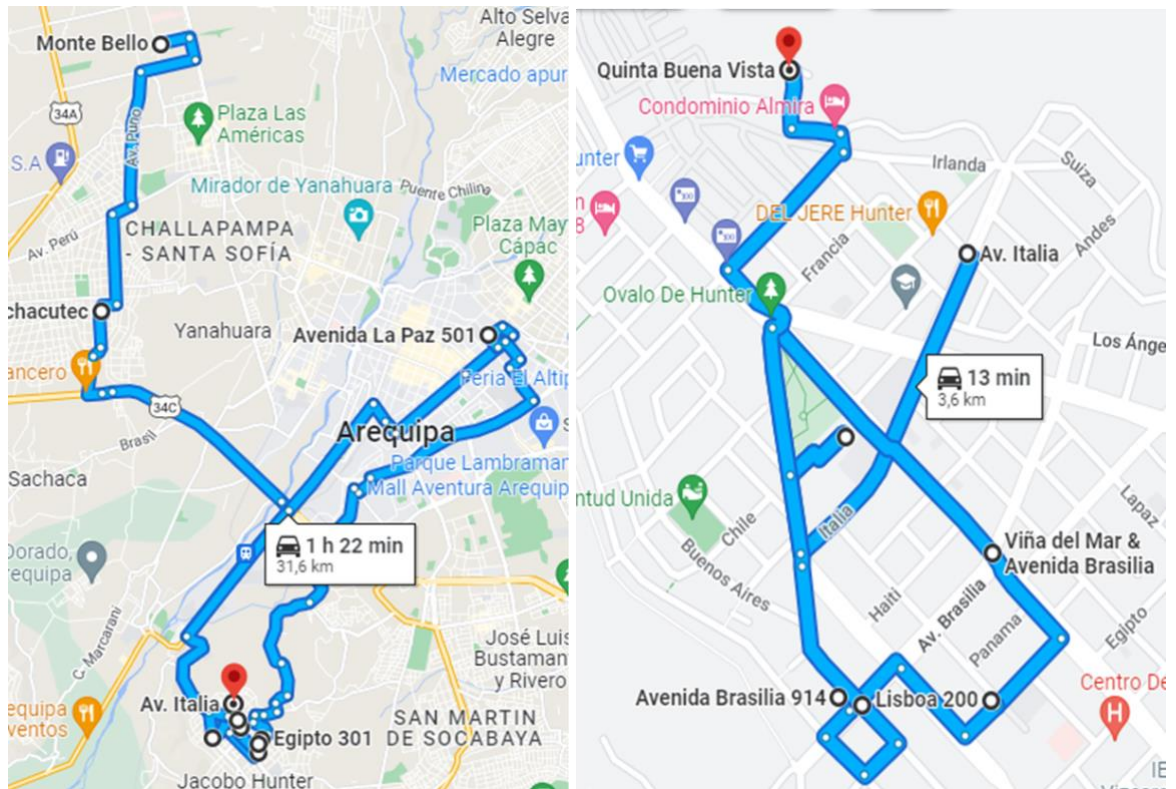 Alto Selva
Alegre
Monte Bello
Mercado apur
34A
Plaza Las
Américas
S.A
Av. Puno
Mirador de Yanahuara
Puente Chilina
CHALLAPAMPA
- SANTA SOFÍA
Plaza May
Cápac
Av. Perú
chacutec
Yanahuara
Avenida La Paz 501
ancero
Feria El Altip
34C
Brasil
Arequipa
S
Sachaca
Parque Lambraman
Mall Aventura Arequip
1 h 22 min
31,6 km
Dorado,
requipa
C. Marcarani
José Luis
Bustaman
y Rivero
Av. Italia
equipa
ventos
Egipto 301
SAN MARTIN
DE SOCABAYA
Jacobo Hunter
Quinta Buena Vista
Condominio Almira
unter
Irlanda
Suiza
n
8
DEL JERE Hunter
Andes
Francia
Av. Italia
Ovalo De Hunter
Los Ánge
13 min
3,6 km
ntud Unida
Chile
Italia
Lapaz
Buenos Aires
Viña del Mar &
Avenida Brasilia
Haití
Av. Brasilia
Panama
Egipto
Avenida Brasilia 914
Lisboa 200
Centro De
H
IE